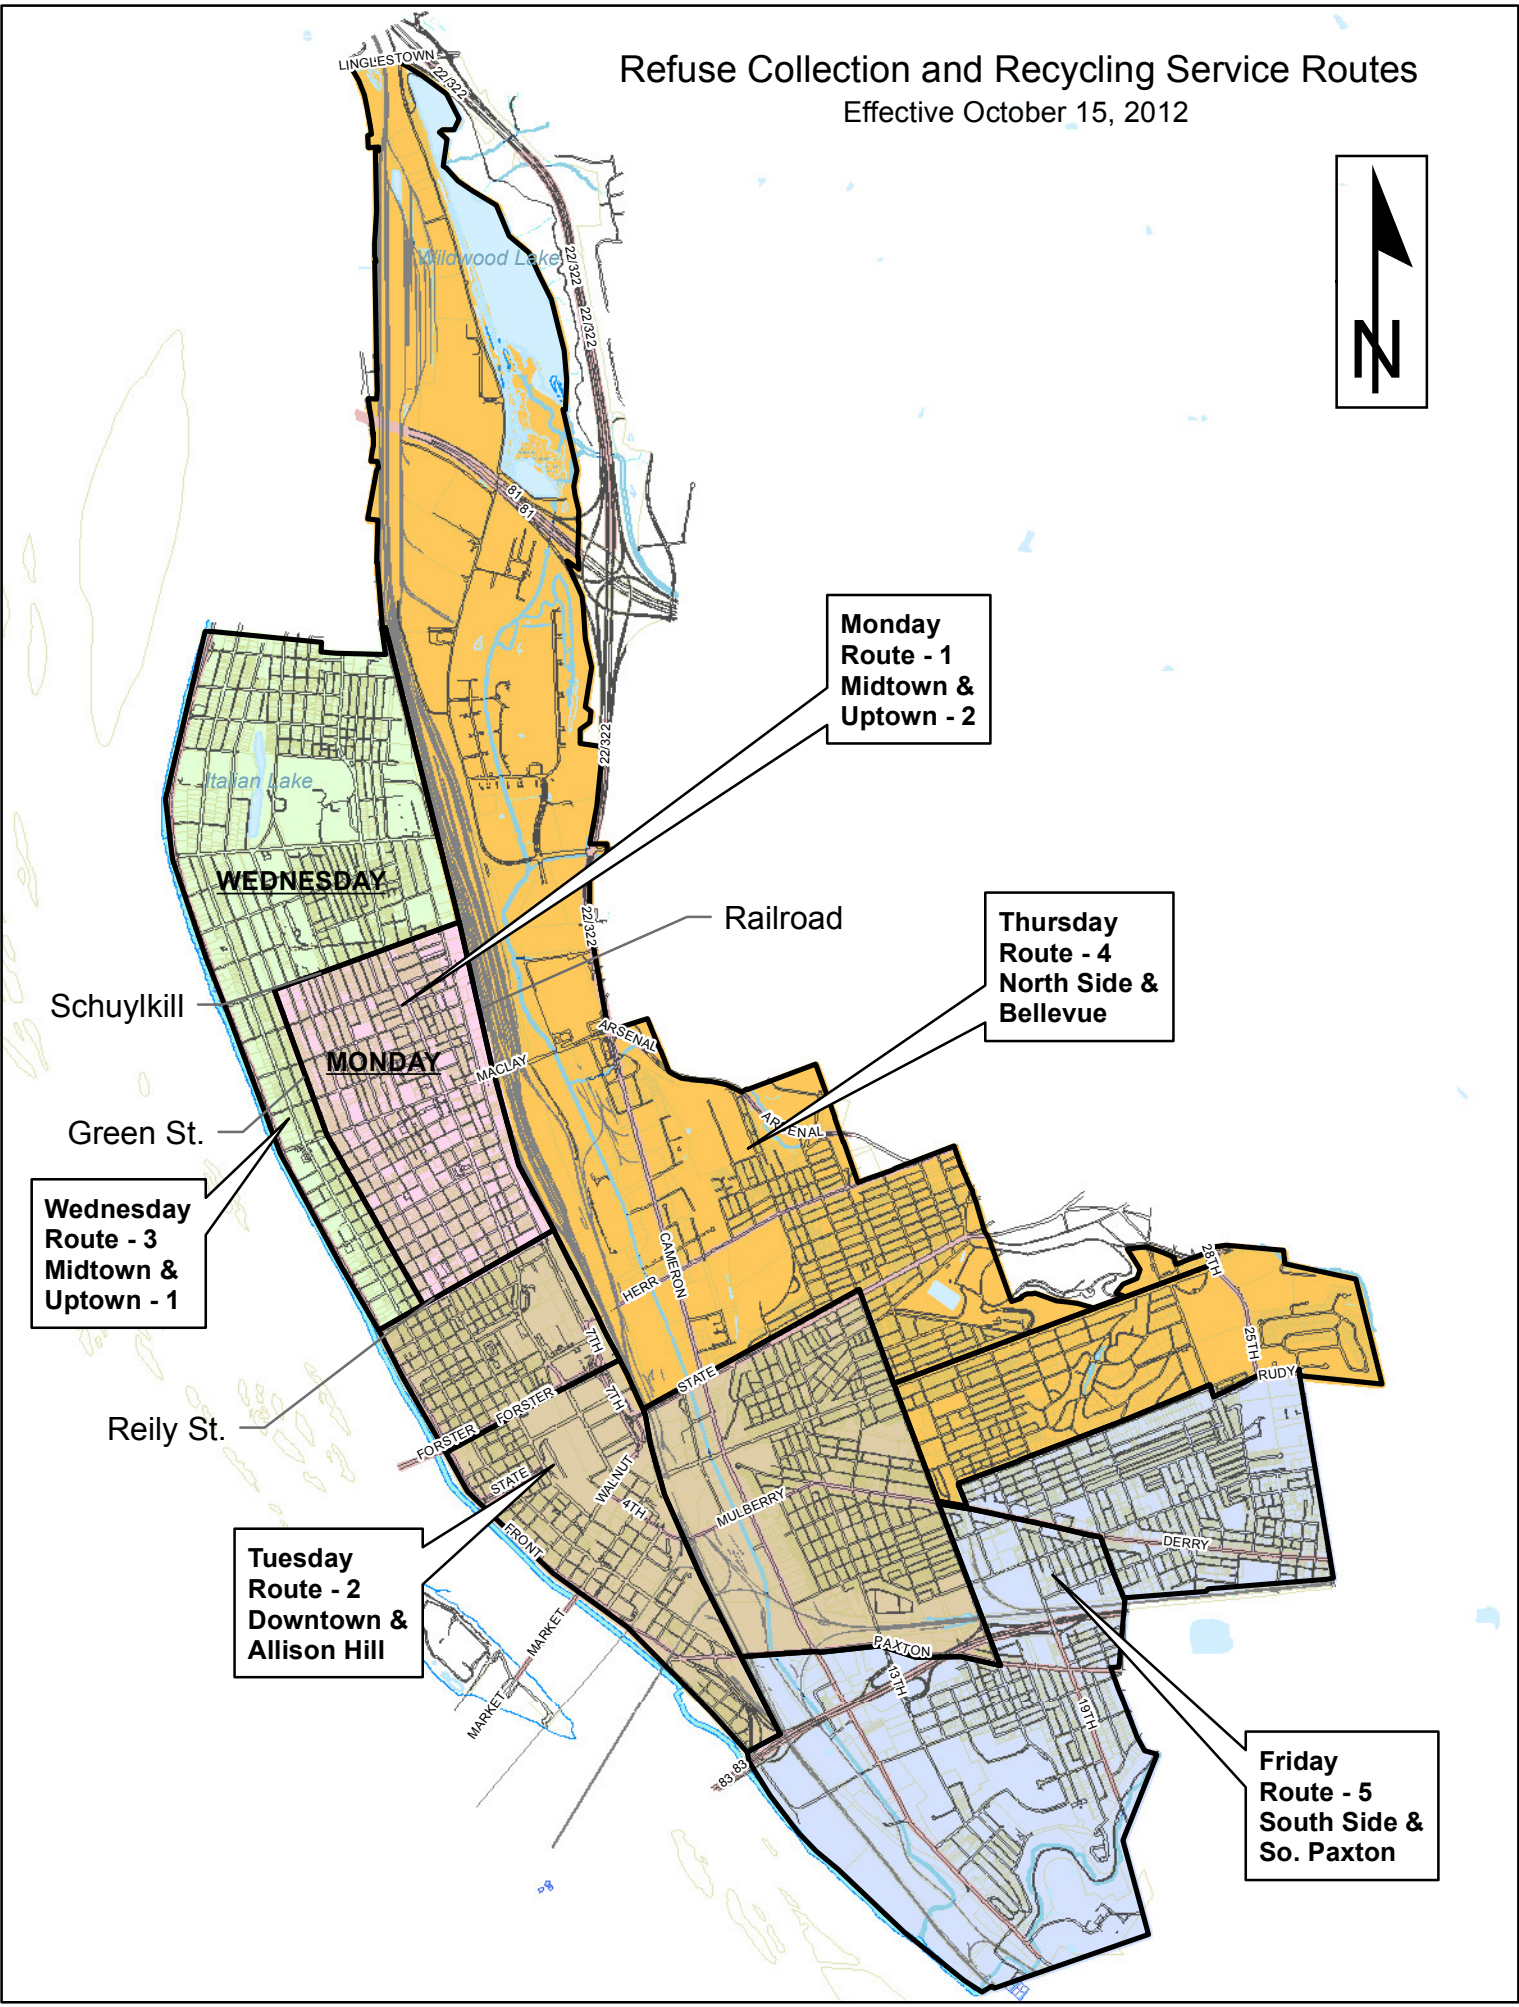 Refuse Collection and Recycling Service Routes
Effective October 15, 2012
N
LINGLESTOWN
22/322
Wildwood Lake
22/322
22/322
81
81
Monday
Route - 1
Midtown &
Uptown - 2
22/322
Italian Lake
WEDNESDAY
22/322
Railroad
Thursday
Route - 4
North Side &
Bellevue
Schuylkill
MONDAY
MACLAY
ARSENAL
ARSENAL
Green St.
Wednesday
Route - 3
Midtown &
Uptown - 1
CAMERON
HERR
28TH
25TH
RUDY
7TH
7TH
STATE
FORSTER
FORSTER
Reily St.
STATE
WALNUT
4TH
MULBERRY
FRONT
DERRY
Tuesday
Route - 2
Downtown &
Allison Hill
MARKET
MARKET
PAXTON
13TH
19TH
83
83
Friday
Route - 5
South Side &
So. Paxton